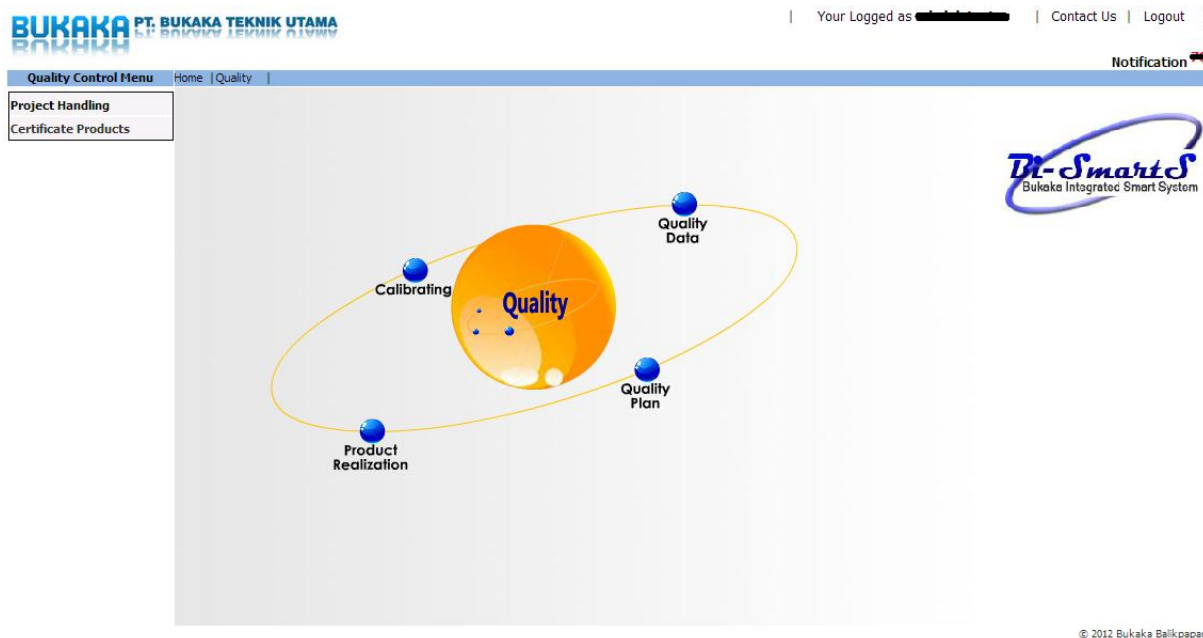 BUKAKA PT. BUKAKA TEKNIK UTAMA
| Your Logged as | Contact Us | Logout
Notification
Quality Control Menu Home | Quality |
Project Handling
Certificate Products
Bi-SmartS
Bukaka Integrated Smart System
Quality
Data
Calibrating
Quality
Quality
Plan
Product
Realization
© 2012 Bukaka Balikpapan